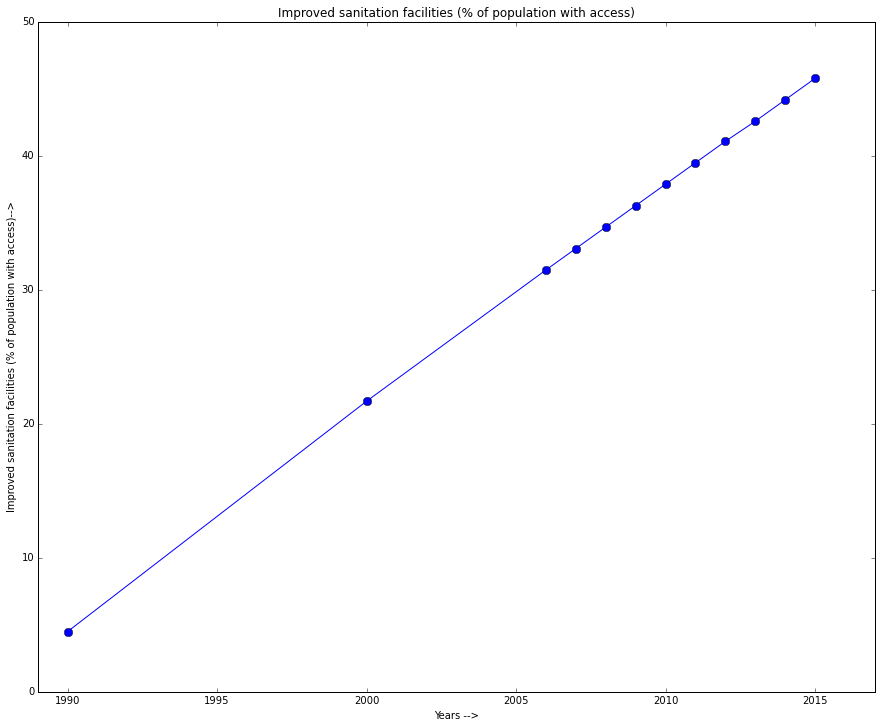 Improved sanitation facilities (% of population with access)
50
40
30
20
10
0
Improved sanitation facilities (% of population with access)-->
1990 1995 2000 2005 2010 2015
Years -->